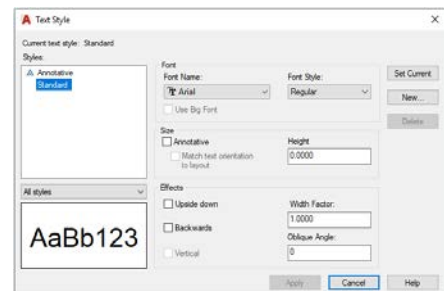 Text Style
Current text style: Standard
Styles:
Annotative
Standard
All styles
AaBb123
Font
Font Name:
Arial
Font Style:
Regular
Use Big Font
Size
Annotative
Match text orientation
to layout
Height
0.0000
Effects
Upside down
Backwards
Vertical
Width Factor:
1.0000
Oblique Angle:
0
Set Current
New...
Delete
Apply
Cancel
Help